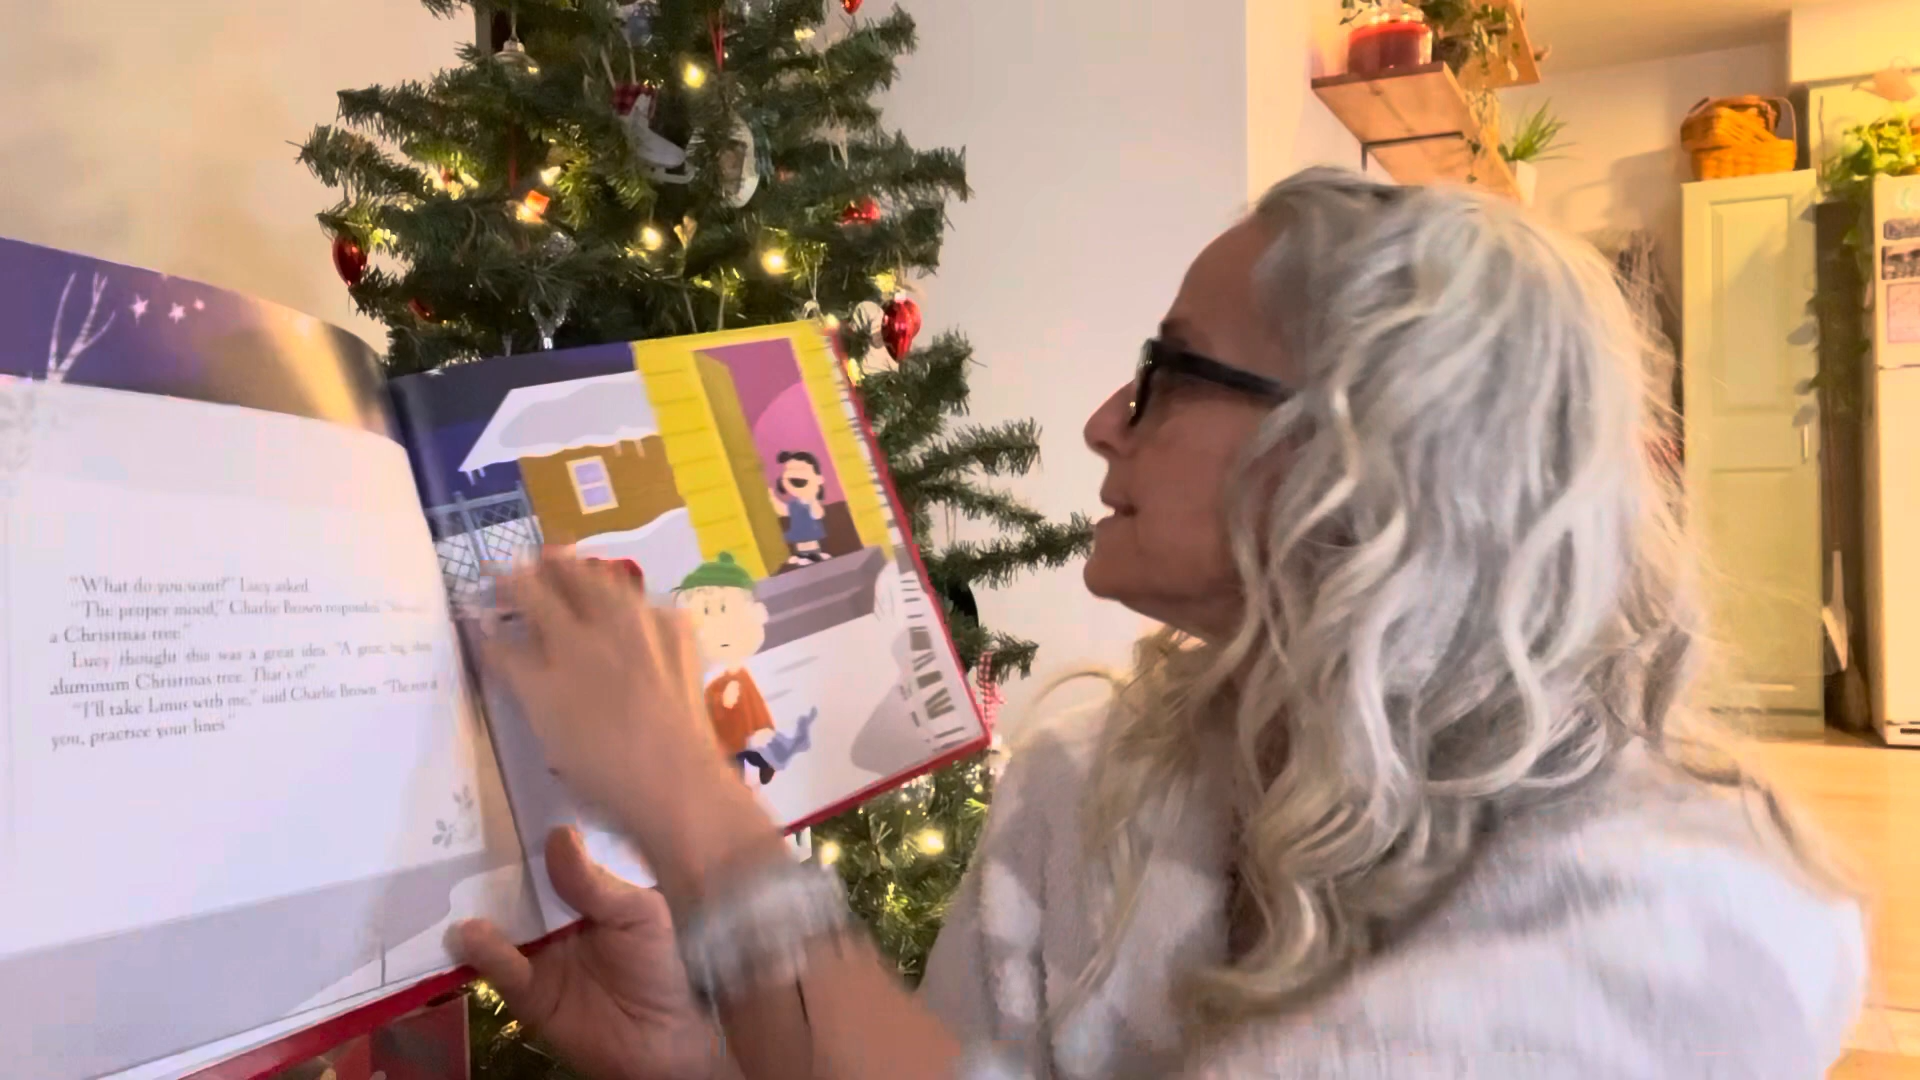 "What do you want?" Lucy asked.
"The proper mood," Charlie Brown responded.
a Christmas tree."
Lucy thought this was a great idea. "A great, big, shiny
aluminum Christmas tree. That's it!"
"I'll take Linus with me," said Charlie Brown. "The rest of
you, practice your lines."